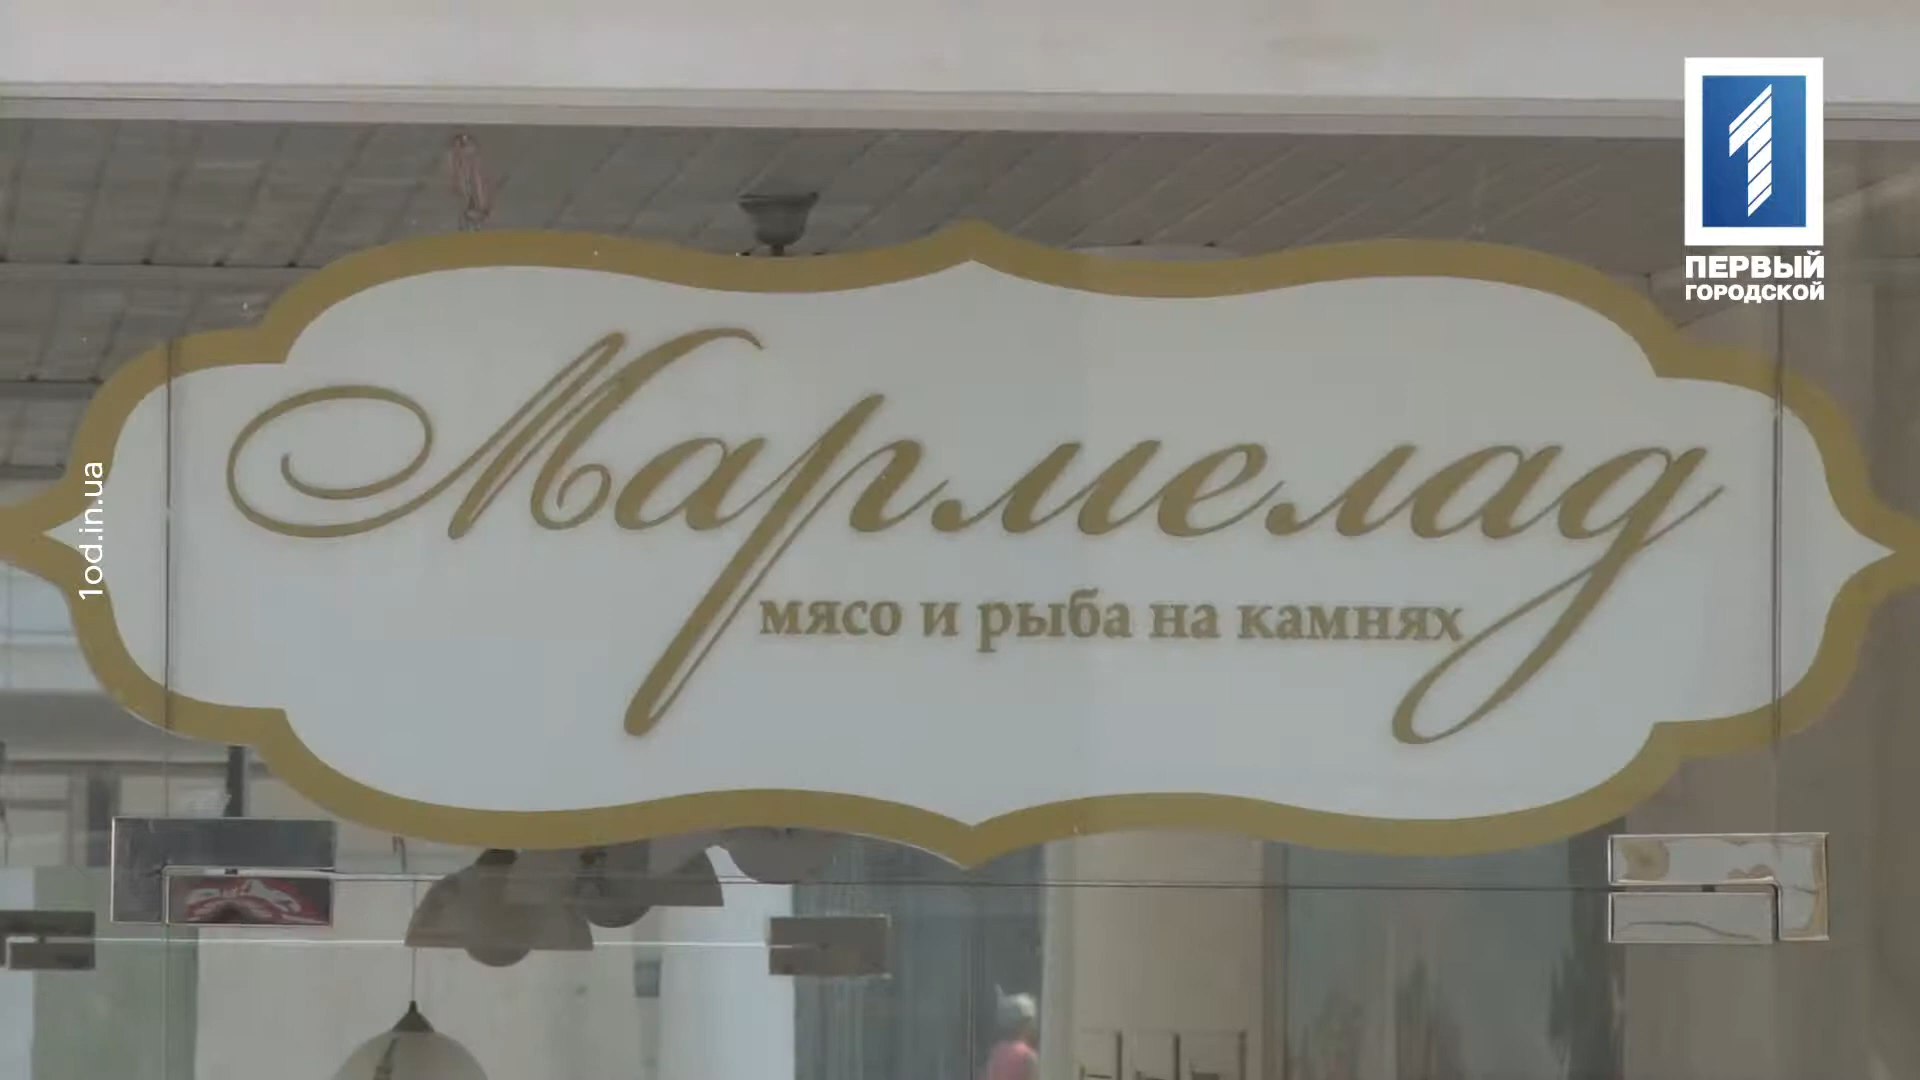 ПЕРВЫЙ
ГОРОДСКОЙ
Мармелад
мясо и рыба на камнях
1od.in.ua